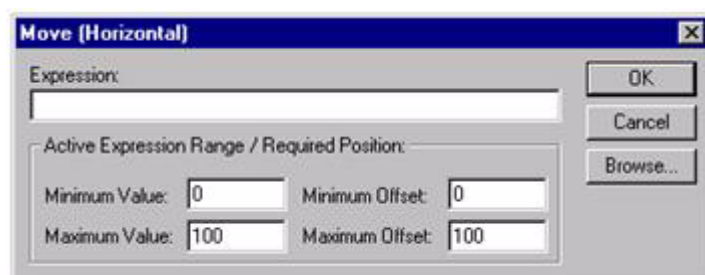 Move (Horizontal)
Expression:
OK
Cancel
Active Expression Range / Required Position:
Browse...
Minimum Value: 0 Minimum Offset: 0
Maximum Value: 100 Maximum Offset: 100